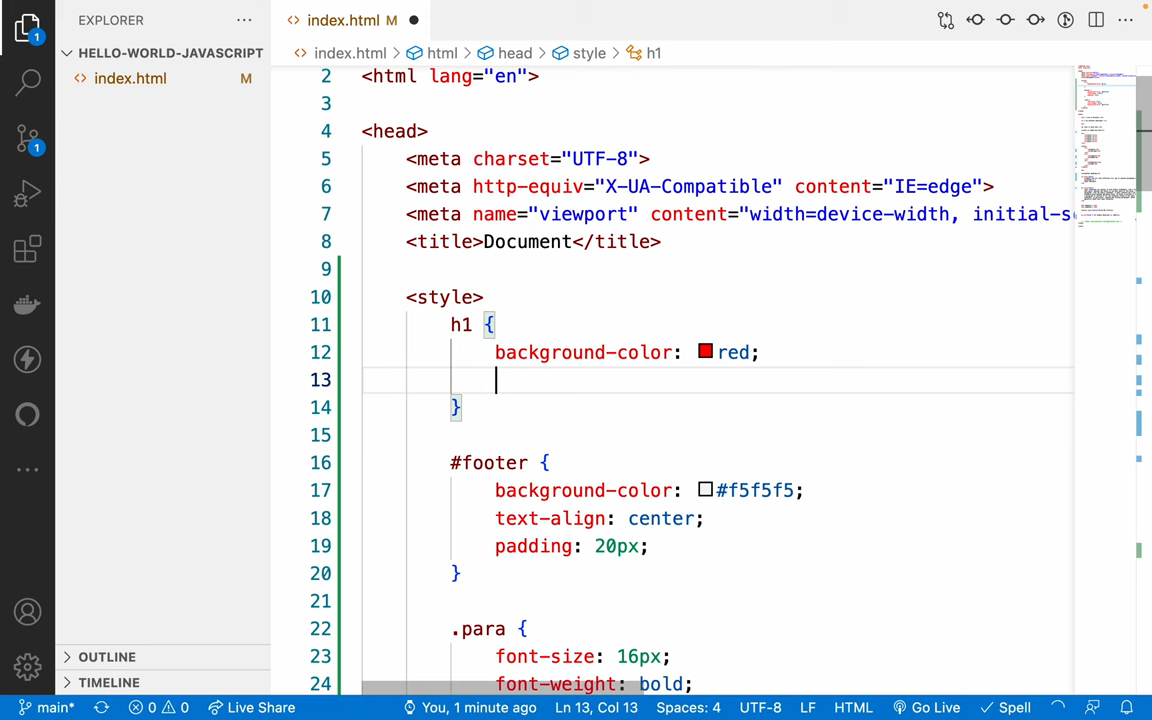 EXPLORER
index.html M
HELLO-WORLD-JAVASCRIPT
index.html M
index.html > html > head > style > h1
2 <html lang="en">
3
4 <head>
5 <meta charset="UTF-8">
6 <meta http-equiv="X-UA-Compatible" content="IE=edge">
7 <meta name="viewport" content="width=device-width, initial-s
8 <title>Document</title>
9
10 <style>
11 h1 {
12 background-color: red;
13
14 }
15
16 #footer {
17 background-color: #f5f5f5;
18 text-align: center;
19 padding: 20px;
20 }
21
22 .para {
23 font-size: 16px;
24 font-weight: bold;
1
1
OUTLINE
TIMELINE
main* 0 0 Live Share You, 1 minute ago Ln 13, Col 13 Spaces: 4 UTF-8 LF HTML Go Live Spell